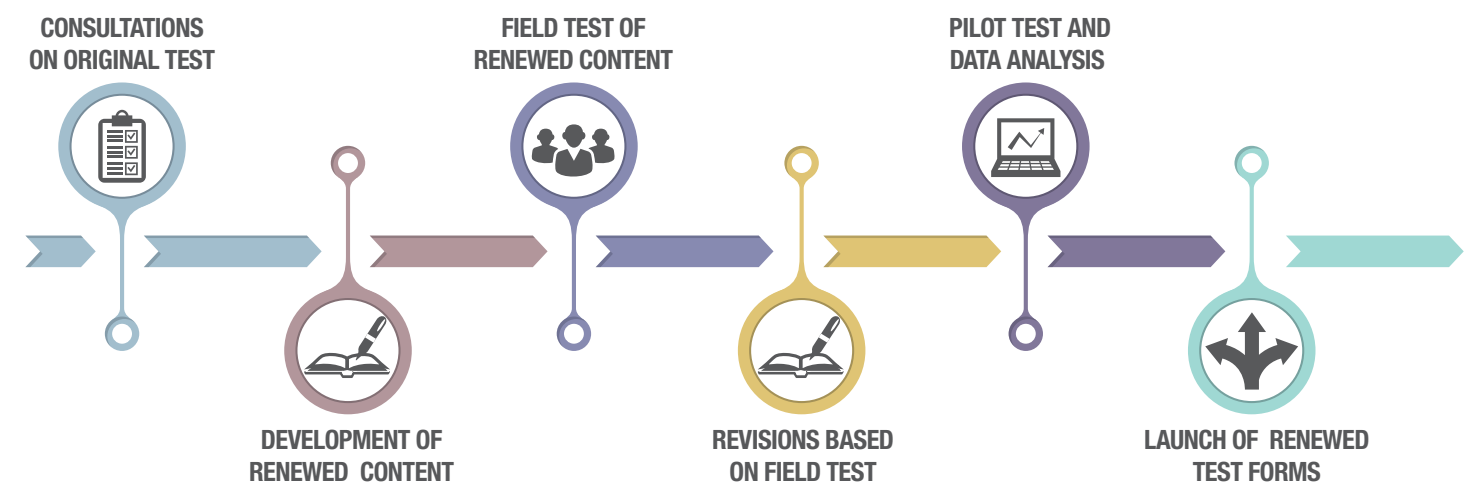 CONSULTATIONS
ON ORIGINAL TEST
DEVELOPMENT OF
RENEWED CONTENT
FIELD TEST OF
RENEWED CONTENT
REVISIONS BASED
ON FIELD TEST
PILOT TEST AND
DATA ANALYSIS
LAUNCH OF RENEWED
TEST FORMS